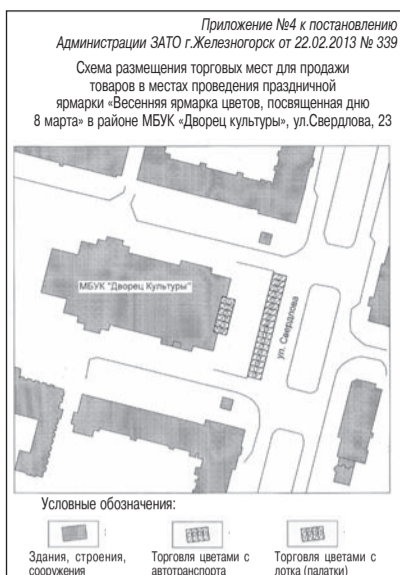 Приложение №4 к постановлению
Администрации ЗАТО г.Железногорск от 22.02.2013 № 339
Схема размещения торговых мест для продажи
товаров в местах проведения праздничной
ярмарки «Весенняя ярмарка цветов, посвященная дню
8 марта» в районе МБУК «Дворец культуры», ул.Свердлова, 23
МБУК "Дворец Культуры"
ул. Свердлова
Условные обозначения:
Здания, строения,
сооружения
Торговля цветами с
автотранспорта
Торговля цветами с
лотка (палатки)